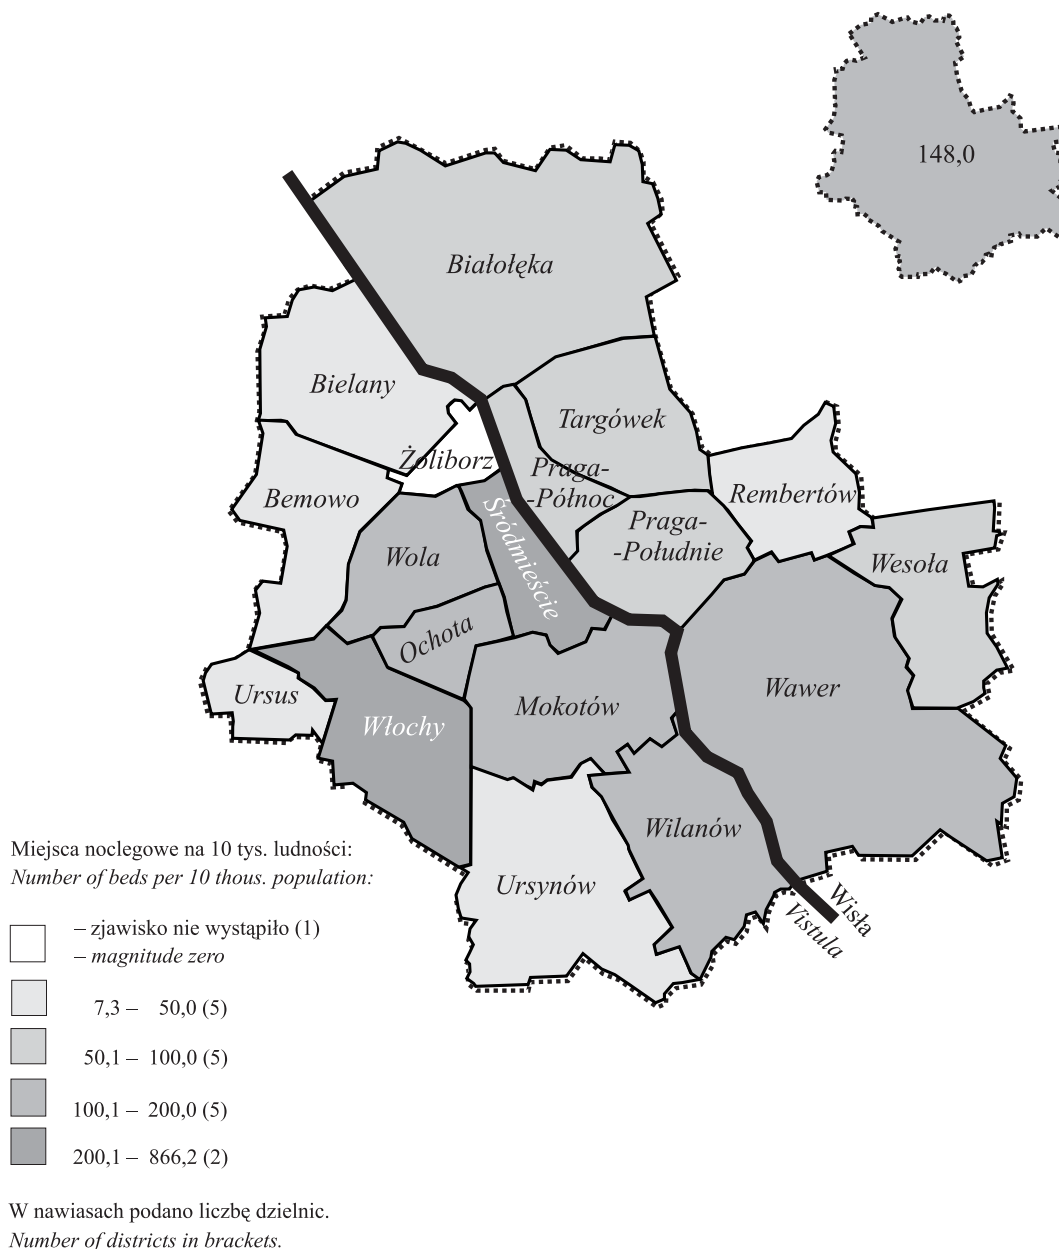 148,0
Białołęka
Bielany
Targówek
Żoliborz
Praga-
-Północ
Rembertów
Bemowo
Praga-
-Południe
Śródmieście
Wola
Wesoła
Ochota
Ursus
Włochy
Mokotów
Wawer
Wilanów
Ursynów
Wisła
Vistula
Miejsca noclegowe na 10 tys. ludności:
Number of beds per 10 thous. population:
– zjawisko nie wystąpiło (1)
– magnitude zero
7,3 – 50,0 (5)
50,1 – 100,0 (5)
100,1 – 200,0 (5)
200,1 – 866,2 (2)
W nawiasach podano liczbę dzielnic.
Number of districts in brackets.